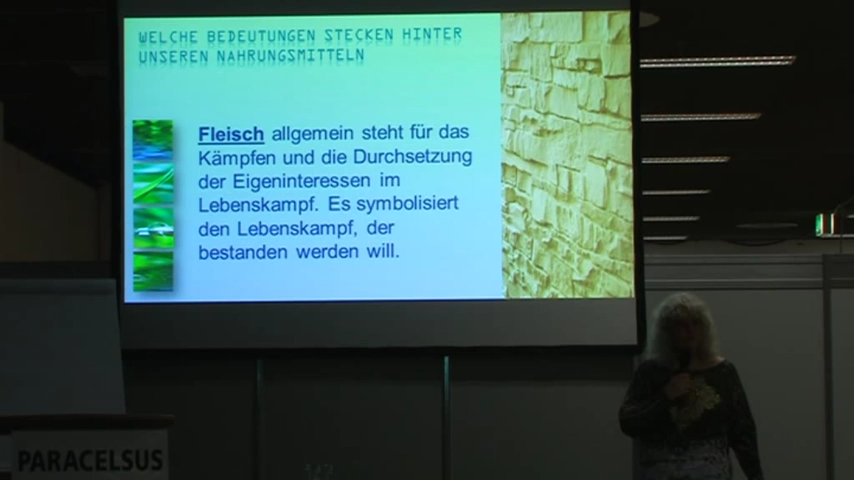 WELCHE BEDEUTUNGEN STECKEN HINTER
UNSEREN NAHRUNGSMITTELN
Fleisch allgemein steht für das
Kämpfen und die Durchsetzung
der Eigeninteressen im
Lebenskampf. Es symbolisiert
den Lebenskampf, der
bestanden werden will.
PARACELSUS